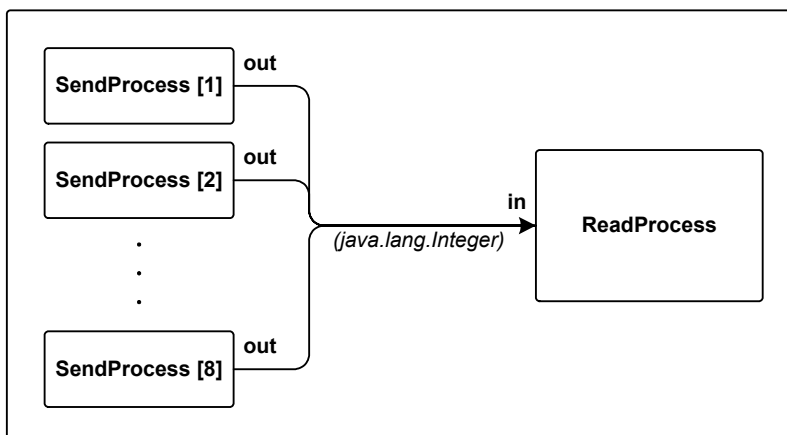 out
SendProcess [1]
out
SendProcess [2]
in
ReadProcess
(java.lang.Integer)
.
.
.
out
SendProcess [8]